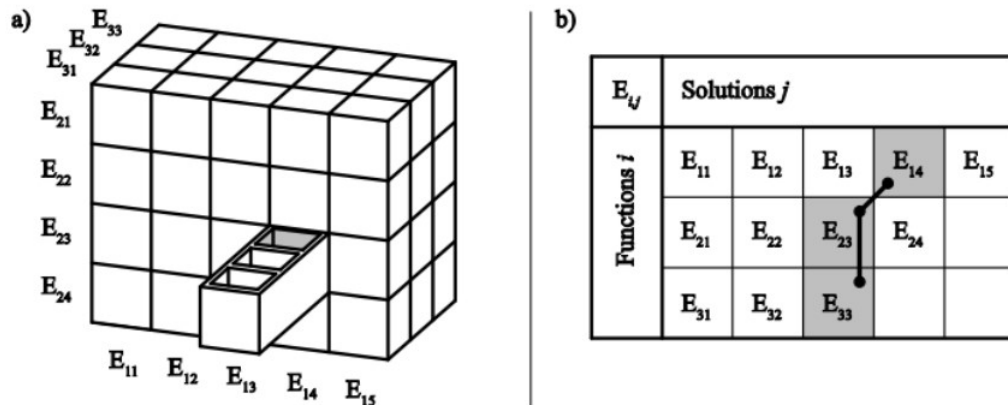 a)
E₃₃
E₃₂
E₃₁
E₂₁
E₂₂
E₂₃
E₂₄
E₁₁ E₁₂ E₁₃ E₁₄ E₁₅
b)
Eᵢ,ⱼ Solutions j
Functions i
E₁₁ E₁₂ E₁₃ E₁₄ E₁₅
E₂₁ E₂₂ E₂₃ E₂₄
E₃₁ E₃₂ E₃₃